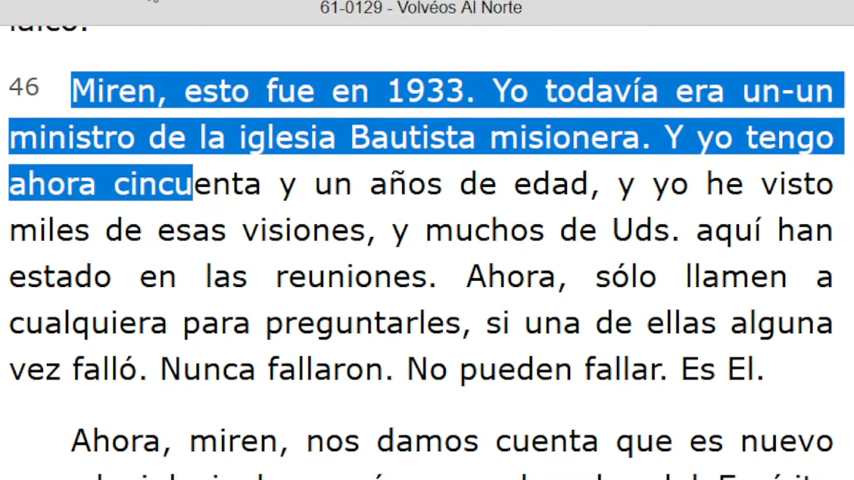 61-0129 - Volvéos Al Norte
46 Miren, esto fue en 1933. Yo todavía era un-un
ministro de la iglesia Bautista misionera. Y yo tengo
ahora cincuenta y un años de edad, y yo he visto
miles de esas visiones, y muchos de Uds. aquí han
estado en las reuniones. Ahora, sólo llamen a
cualquiera para preguntarles, si una de ellas alguna
vez falló. Nunca fallaron. No pueden fallar. Es El.
Ahora, miren, nos damos cuenta que es nuevo